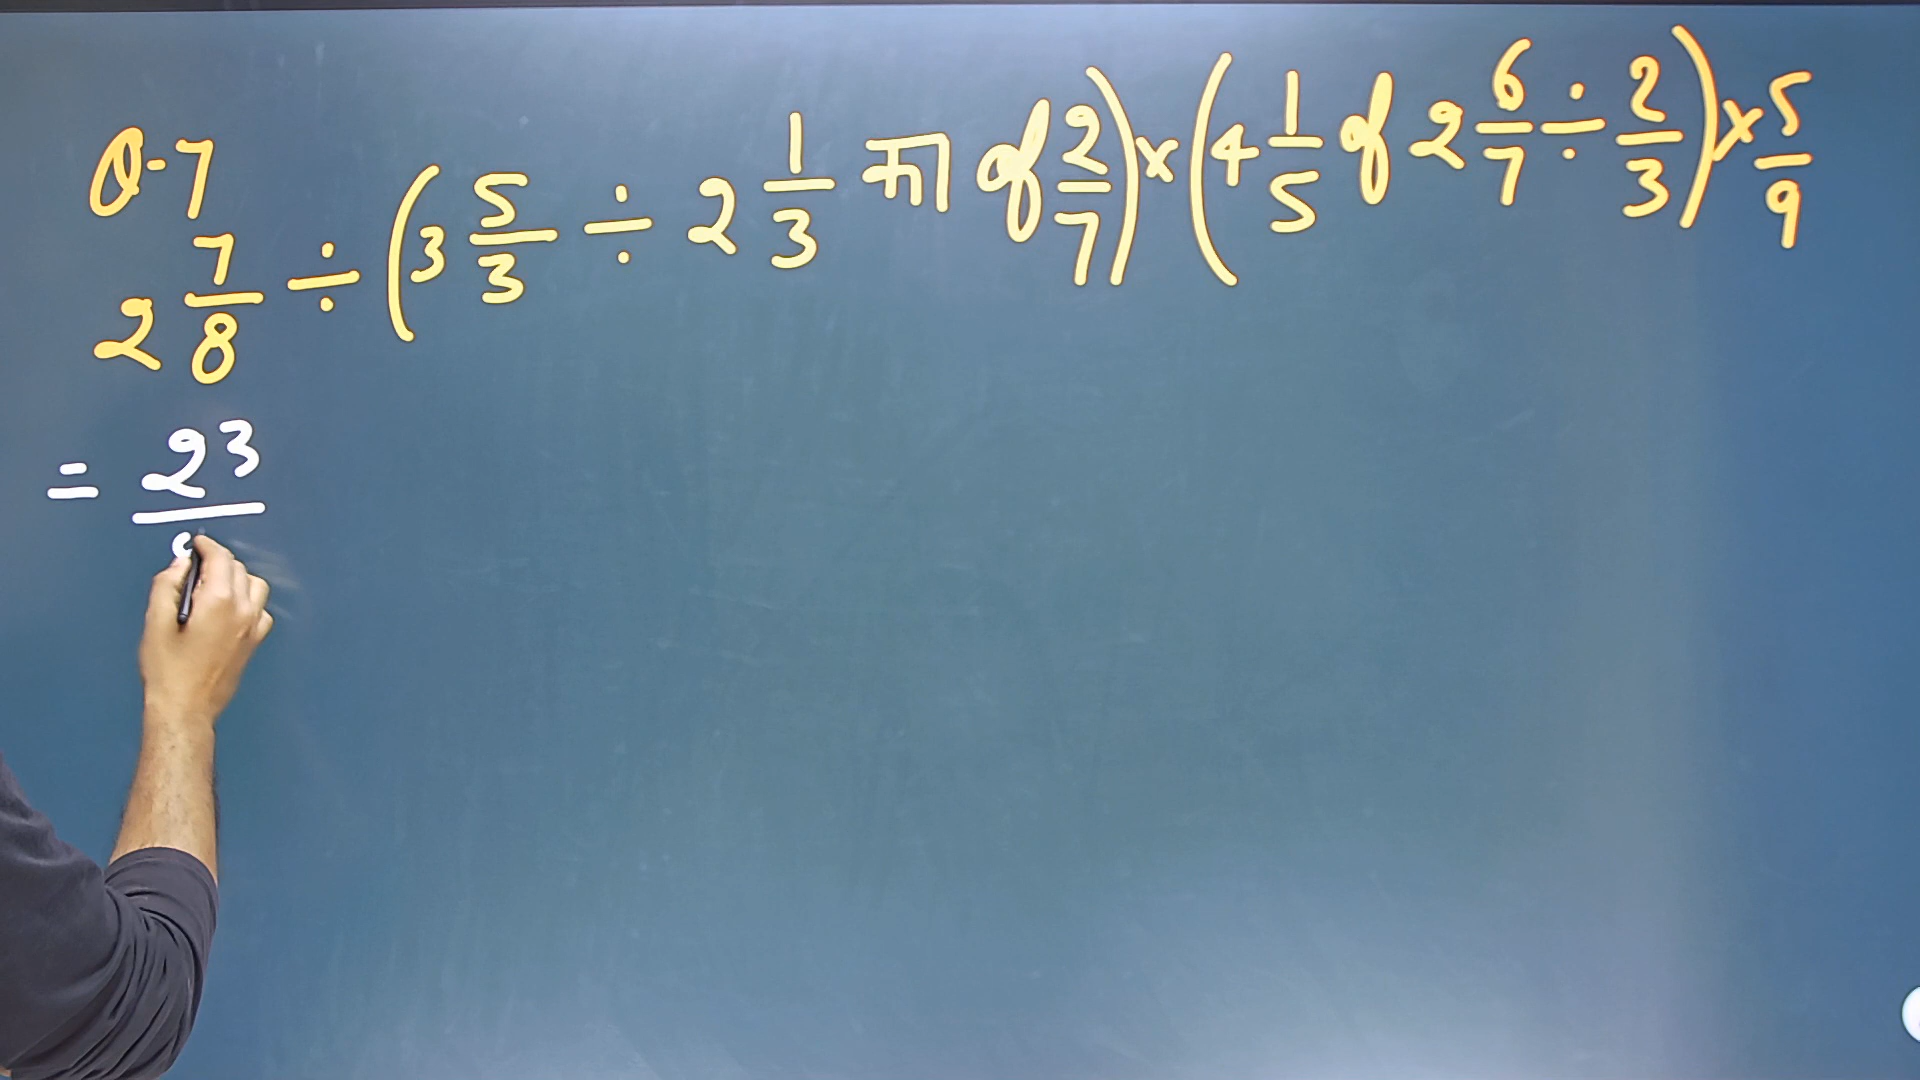 Q-7
2 7/8 ÷ (3 5/3 ÷ 2 1/3 का of 2/7) × (4 1/5 of 2 6/7 ÷ 2/3) × 5/9
= 23/